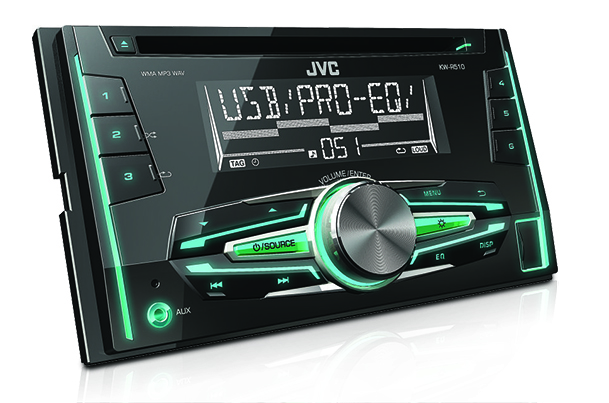 JVC
KW-R510
WMA MP3 WAV
USB/PRO-EQ/
TAG
051
LOUD
1
2
3
4
5
6
VOLUME/ENTER
MENU
/SOURCE
EQ
DISP
AUX